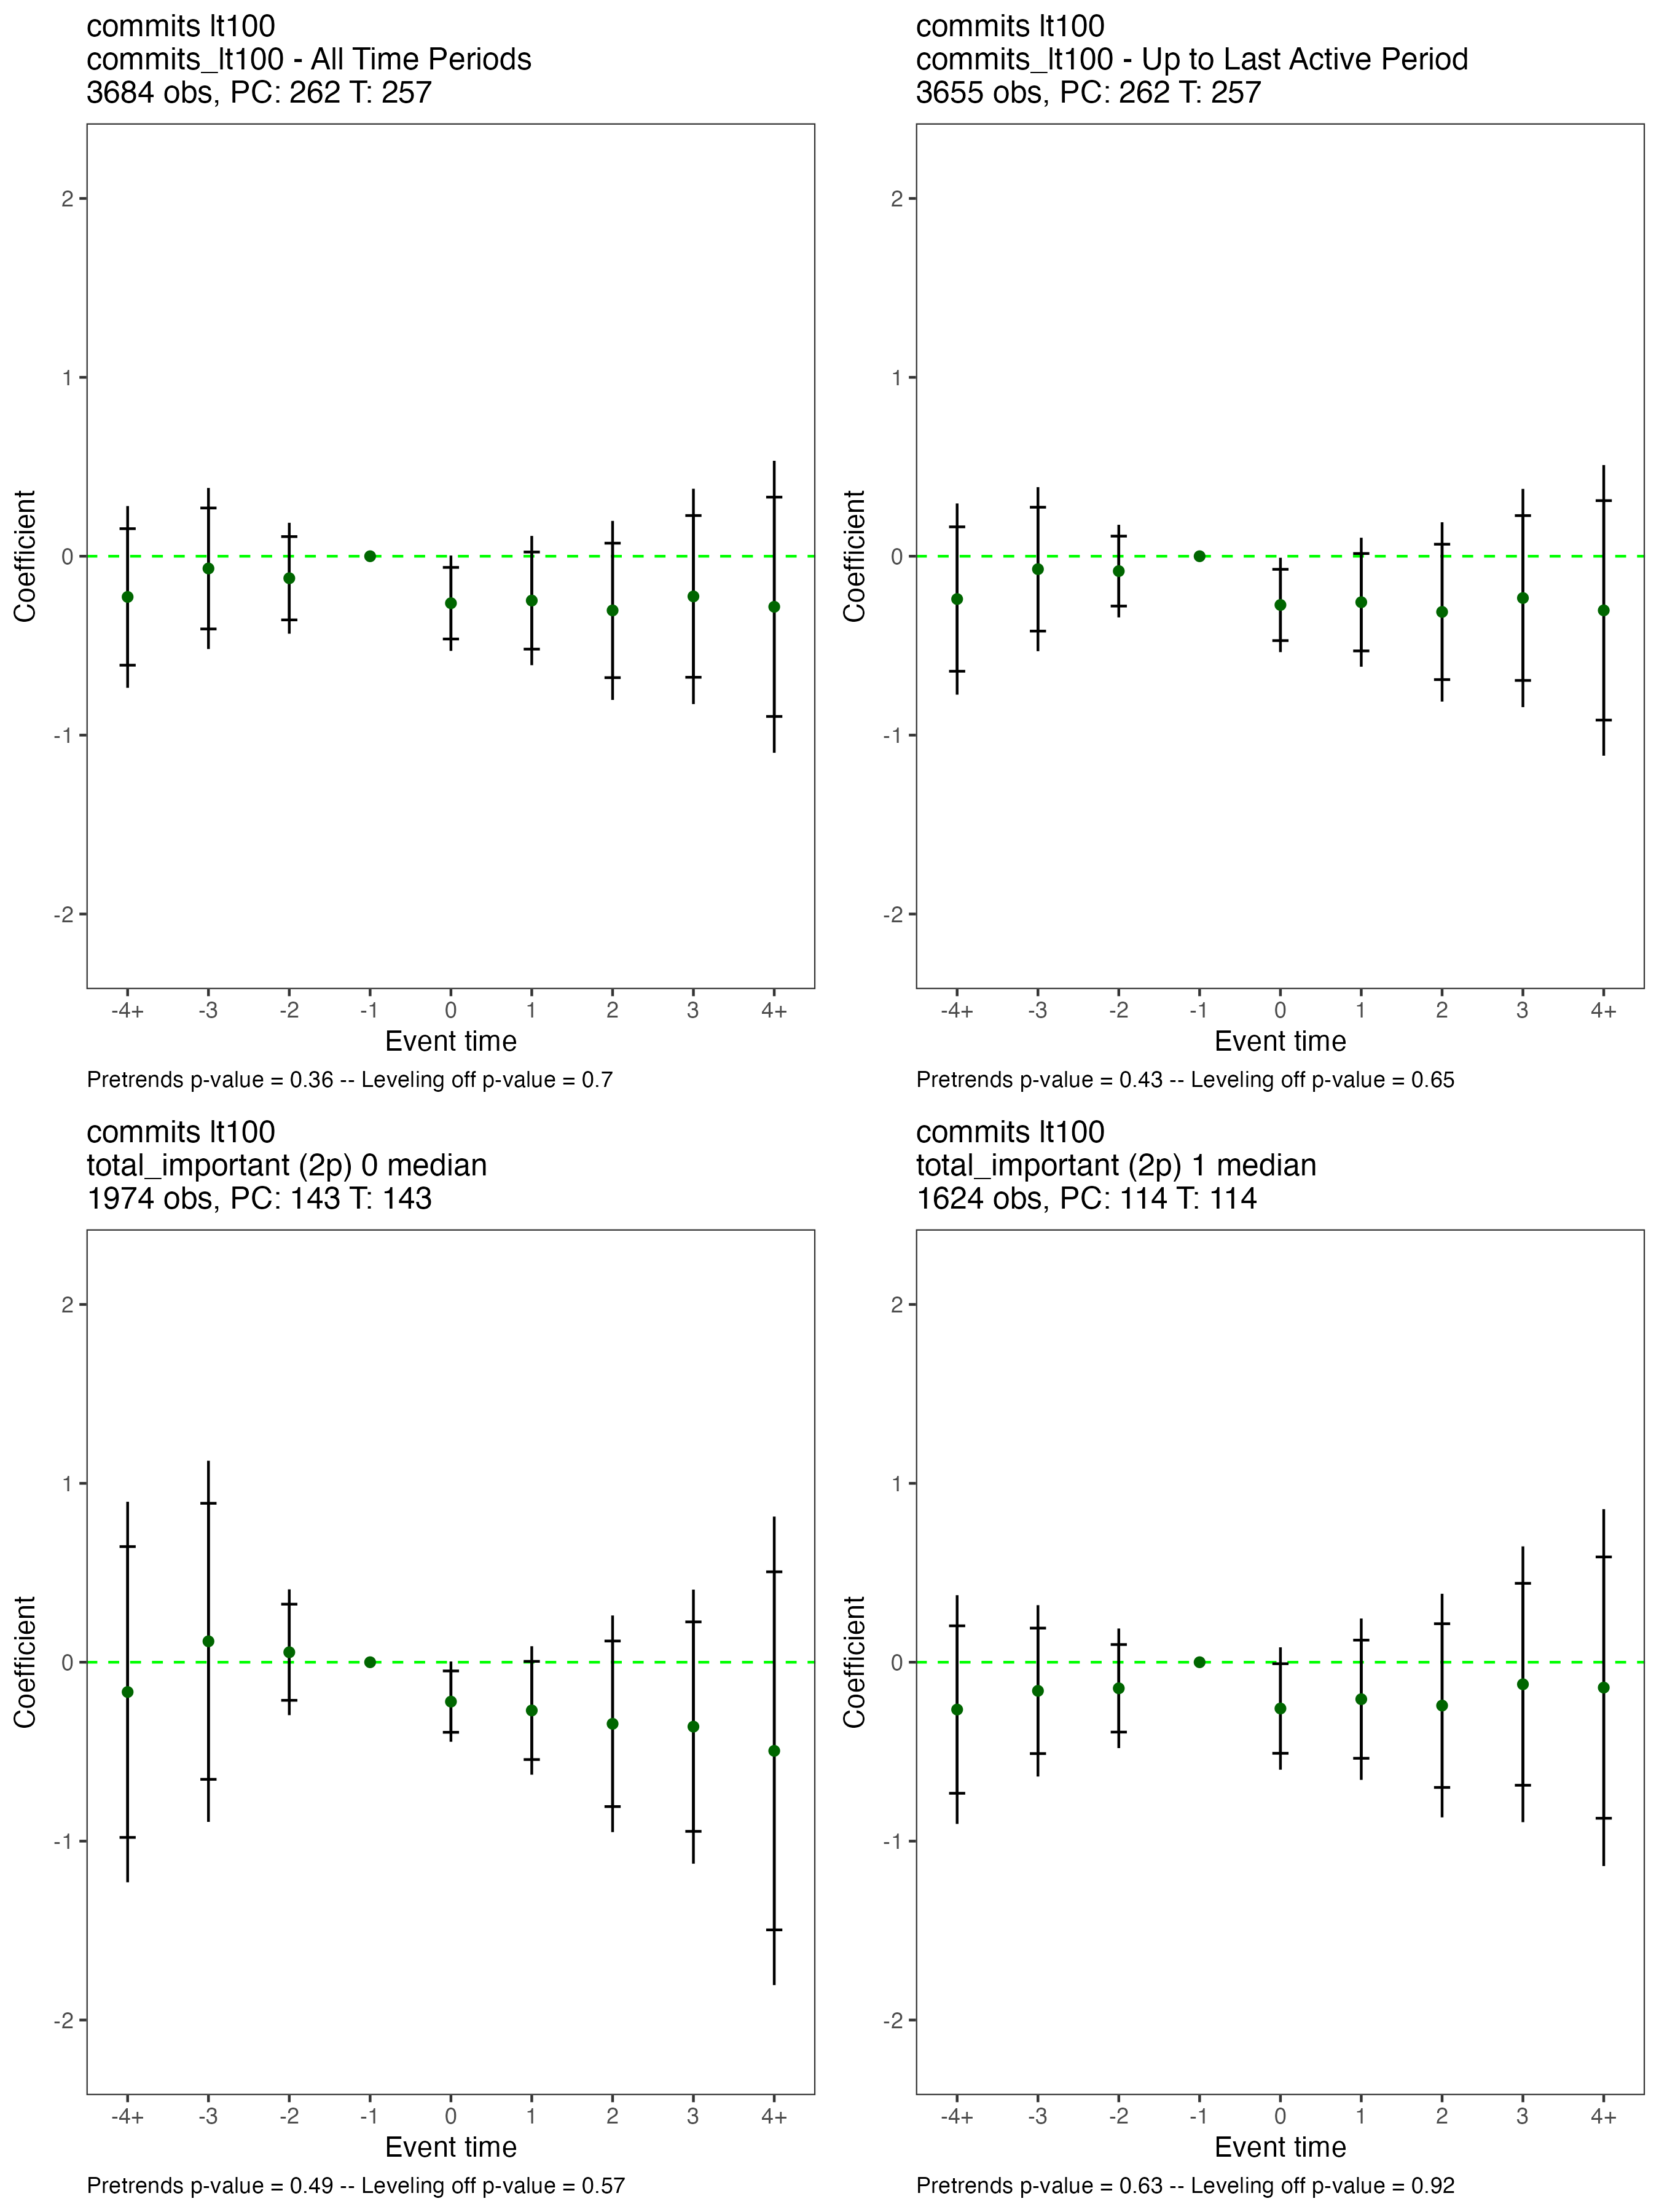 commits lt100
commits_lt100 - All Time Periods
3684 obs, PC: 262 T: 257
2
1
0
-1
-2
Coefficient
-4+ -3 -2 -1 0 1 2 3 4+
Event time
Pretrends p-value = 0.36 -- Leveling off p-value = 0.7
commits lt100
commits_lt100 - Up to Last Active Period
3655 obs, PC: 262 T: 257
2
1
0
-1
-2
Coefficient
-4+ -3 -2 -1 0 1 2 3 4+
Event time
Pretrends p-value = 0.43 -- Leveling off p-value = 0.65
commits lt100
total_important (2p) 0 median
1974 obs, PC: 143 T: 143
2
1
0
-1
-2
Coefficient
-4+ -3 -2 -1 0 1 2 3 4+
Event time
Pretrends p-value = 0.49 -- Leveling off p-value = 0.57
commits lt100
total_important (2p) 1 median
1624 obs, PC: 114 T: 114
2
1
0
-1
-2
Coefficient
-4+ -3 -2 -1 0 1 2 3 4+
Event time
Pretrends p-value = 0.63 -- Leveling off p-value = 0.92